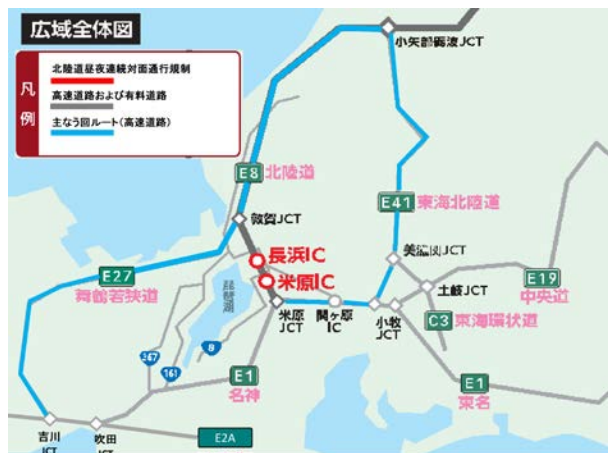 広域全体図
凡例
北陸道昼夜連続対面通行規制
高速道路および有料道路
主なう回ルート(高速道路)
小矢部砺波JCT
E8 北陸道
E41 東海北陸道
敦賀JCT
長浜IC
米原IC
美濃関JCT
E27
舞鶴若狭道
琵琶湖
土岐JCT
E19
中央道
米原
JCT
関ヶ原
IC
小牧
JCT
C3 東海環状道
8
161
E1
名神
E1
東名
吉川
JCT
吹田
JCT
E2A